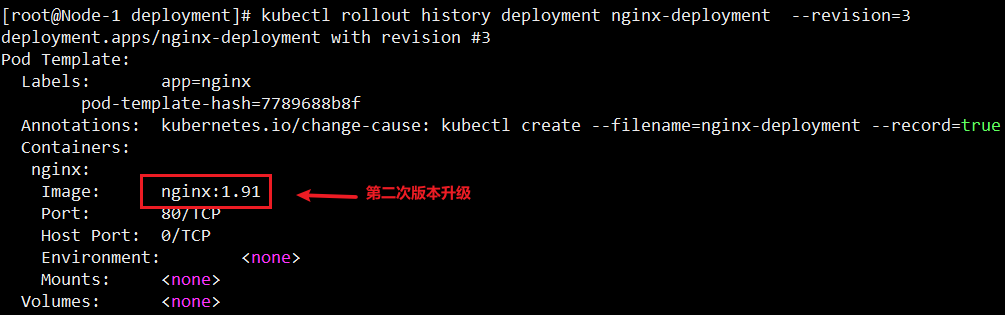 [root@Node-1 deployment]# kubectl rollout history deployment nginx-deployment  --revision=3
deployment.apps/nginx-deployment with revision #3
Pod Template:
  Labels:       app=nginx
        pod-template-hash=7789688b8f
  Annotations:  kubernetes.io/change-cause: kubectl create --filename=nginx-deployment --record=true
  Containers:
   nginx:
    Image:      nginx:1.91 第二次版本升级
    Port:       80/TCP
    Host Port:  0/TCP
    Environment:        <none>
    Mounts:     <none>
  Volumes:      <none>